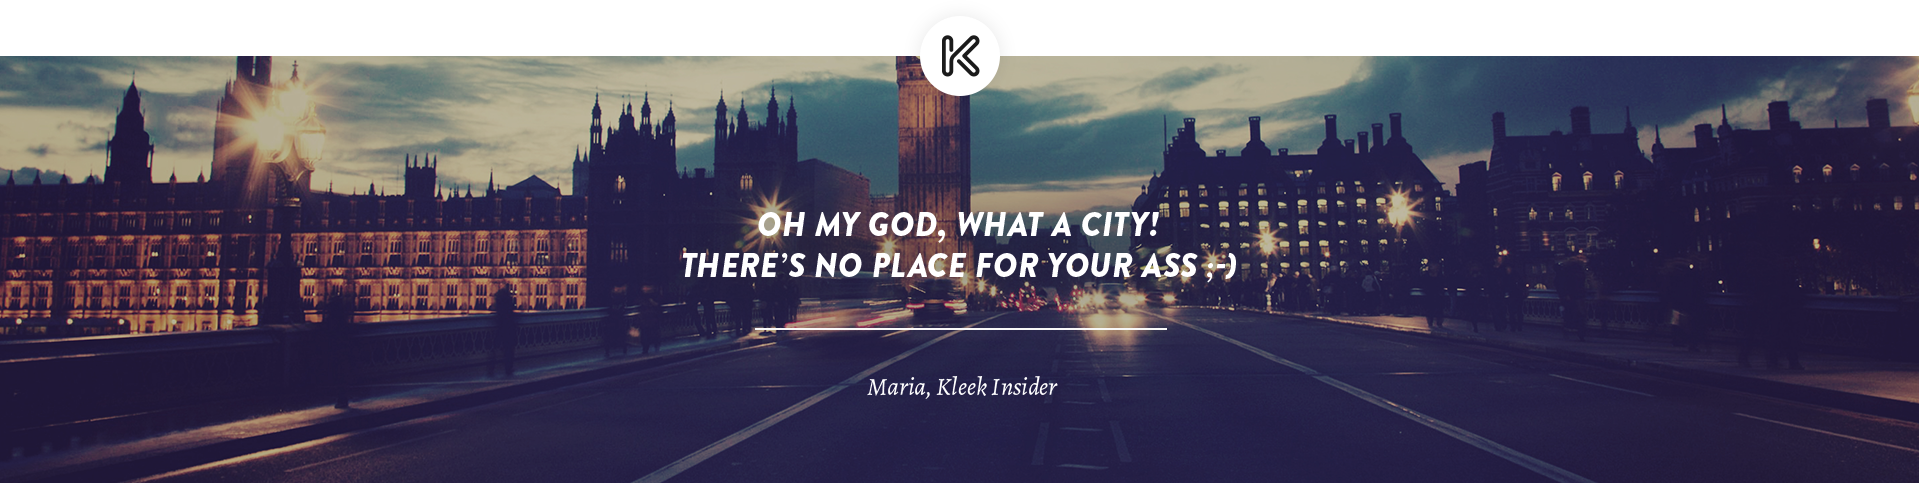 K
OH MY GOD, WHAT A CITY!
THERE’S NO PLACE FOR YOUR ASS ;-)
Maria, Kleek Insider